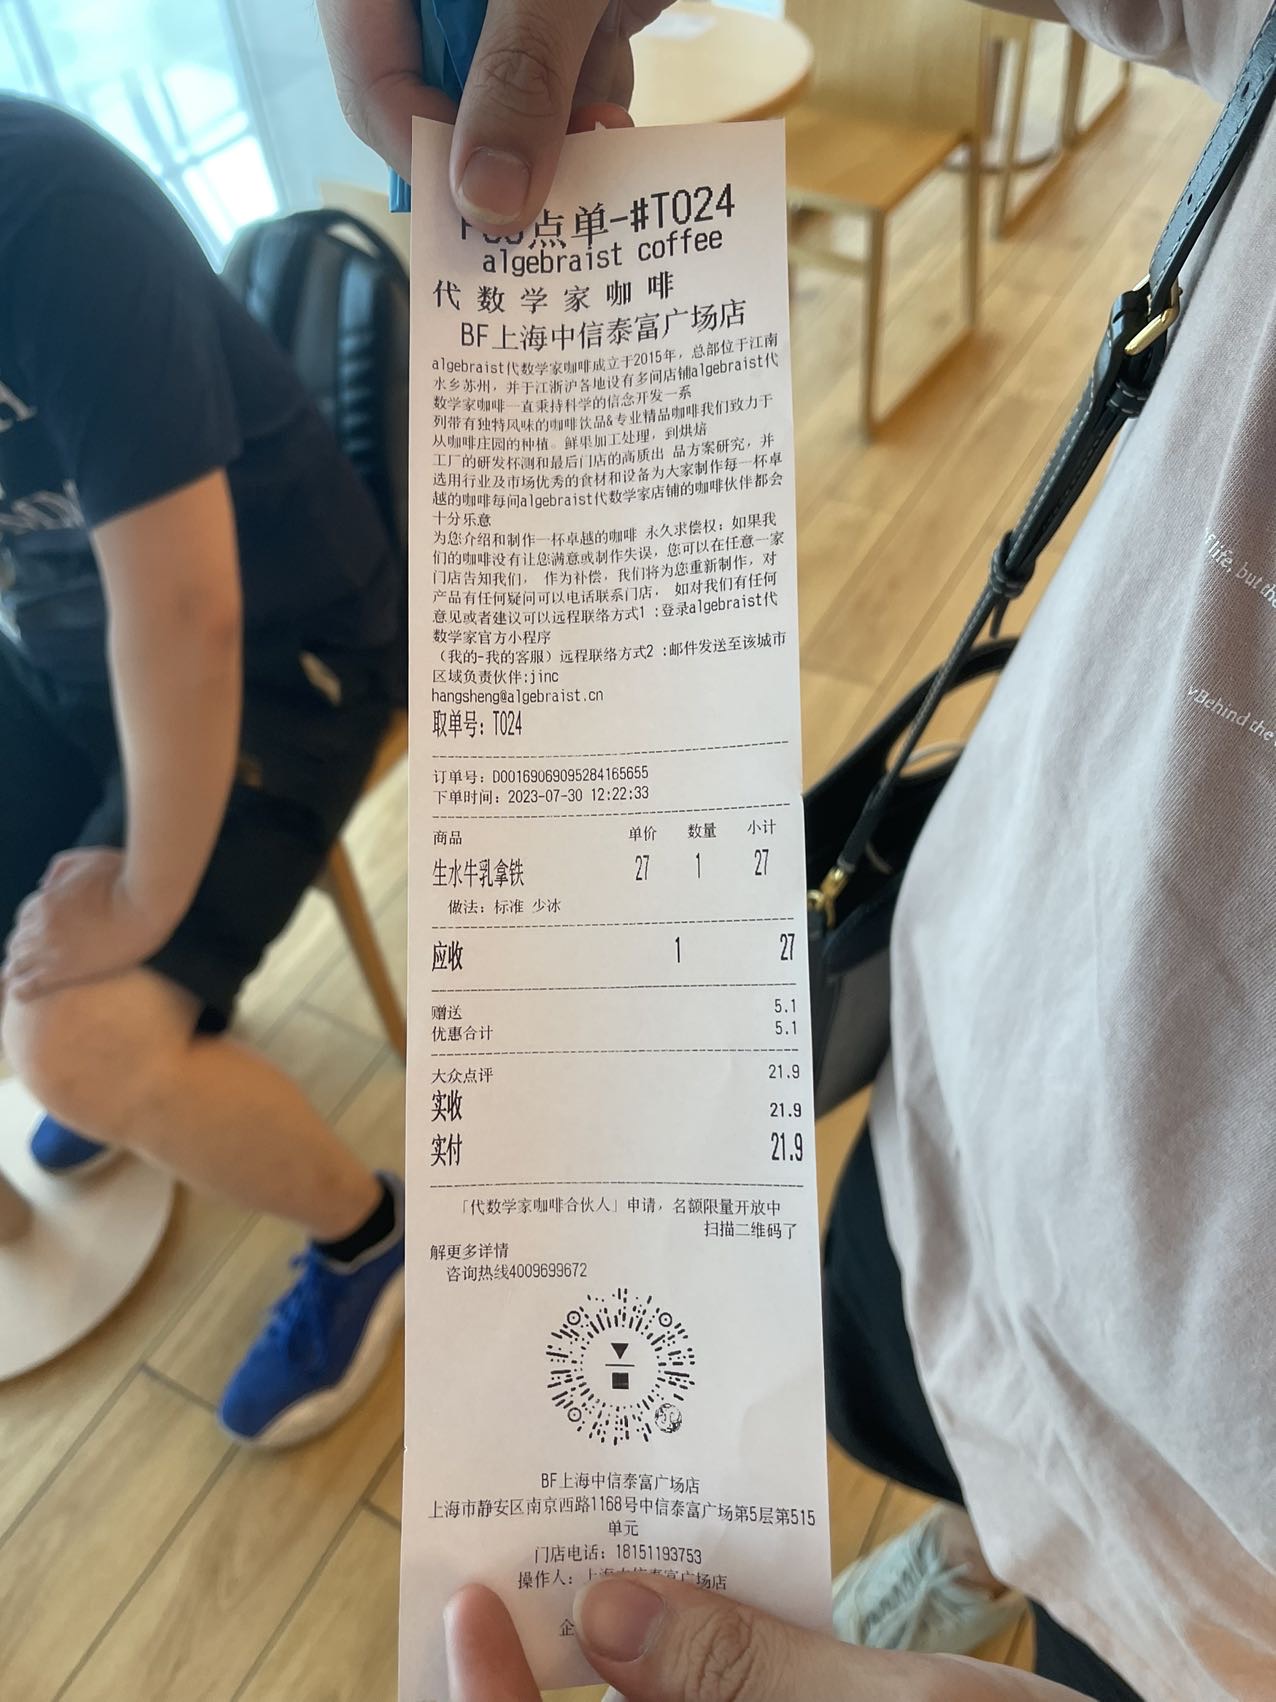 点单-#T024
algebraist coffee
代数学家咖啡
BF上海中信泰富广场店
algebraist代数学家咖啡成立于2015年，总部位于江南
水乡苏州，并于江浙沪各地设有多间店铺algebraist代
数学家咖啡一直秉持科学的信念开发一系
列带有独特风味的咖啡饮品&专业精品咖啡我们致力于
从咖啡庄园的种植。鲜果加工处理，到烘焙
工厂的研发杯测和最后门店的高质出 品方案研究，并
选用行业及市场优秀的食材和设备为大家制作每一杯卓
越的咖啡每间algebraist代数学家店铺的咖啡伙伴都会
十分乐意
为您介绍和制作一杯卓越的咖啡 永久求偿权：如果我
们的咖啡没有让您满意或制作失误，您可以在任意一家
门店告知我们， 作为补偿，我们将为您重新制作，对
产品有任何疑问可以电话联系门店， 如对我们有任何
意见或者建议可以远程联络方式1 :登录algebraist代
数学家官方小程序
（我的-我的客服）远程联络方式2 :邮件发送至该城市
区域负责伙伴:jinc
hangsheng@algebraist.cn
取单号：T024
订单号：D00169069095284165655
下单时间：2023-07-30 12:22:33
商品 单价 数量 小计
生水牛乳拿铁 27 1 27
做法：标准 少冰
应收 1 27
赠送 5.1
优惠合计 5.1
大众点评 21.9
实收 21.9
实付 21.9
「代数学家咖啡合伙人」申请，名额限量开放中
扫描二维码了
解更多详情
咨询热线4009699672
BF上海中信泰富广场店
上海市静安区南京西路1168号中信泰富广场第5层第515
单元
门店电话：18151193753
操作人：上海中信泰富广场店
企
life, but the
Behind the